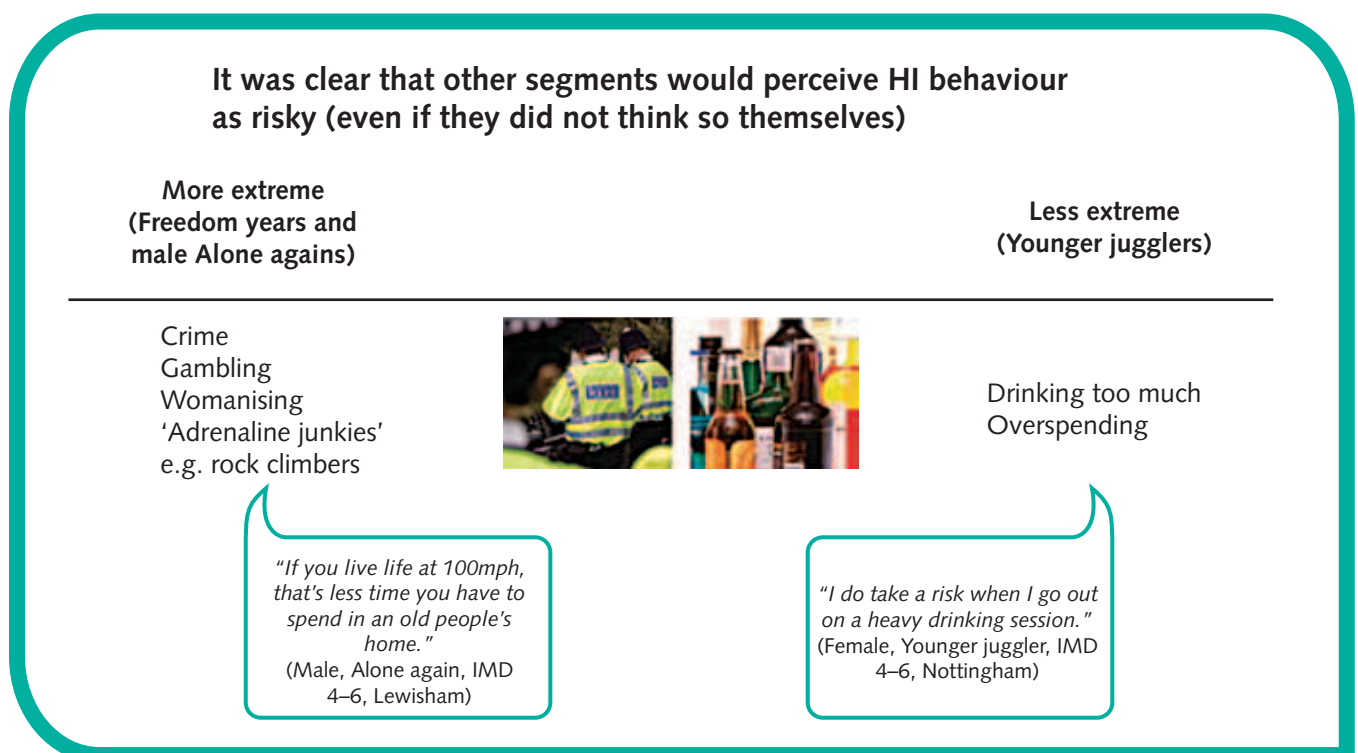 It was clear that other segments would perceive HI behaviour
as risky (even if they did not think so themselves)
More extreme
(Freedom years and
male Alone agains)
Less extreme
(Younger jugglers)
Crime
Gambling
Womanising
‘Adrenaline junkies’
e.g. rock climbers
Drinking too much
Overspending
“If you live life at 100mph,
that’s less time you have to
spend in an old people’s
home.”
(Male, Alone again, IMD
4–6, Lewisham)
“I do take a risk when I go out
on a heavy drinking session.”
(Female, Younger juggler, IMD
4–6, Nottingham)